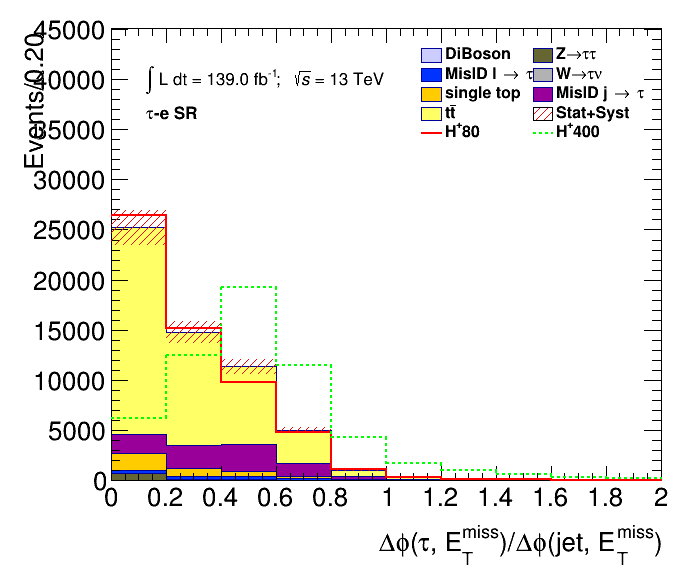 Events/0.20
45000
40000
35000
30000
25000
20000
15000
10000
5000
0
∫ L dt = 139.0 fb⁻¹; √s = 13 TeV
τ-e SR
DiBoson
Z→ττ
MisID l → τ
W→τν
single top
MisID j → τ
tt̄
Stat+Syst
H⁺80
H⁺400
0 0.2 0.4 0.6 0.8 1 1.2 1.4 1.6 1.8 2
Δϕ(τ, E_T^miss)/Δϕ(jet, E_T^miss)